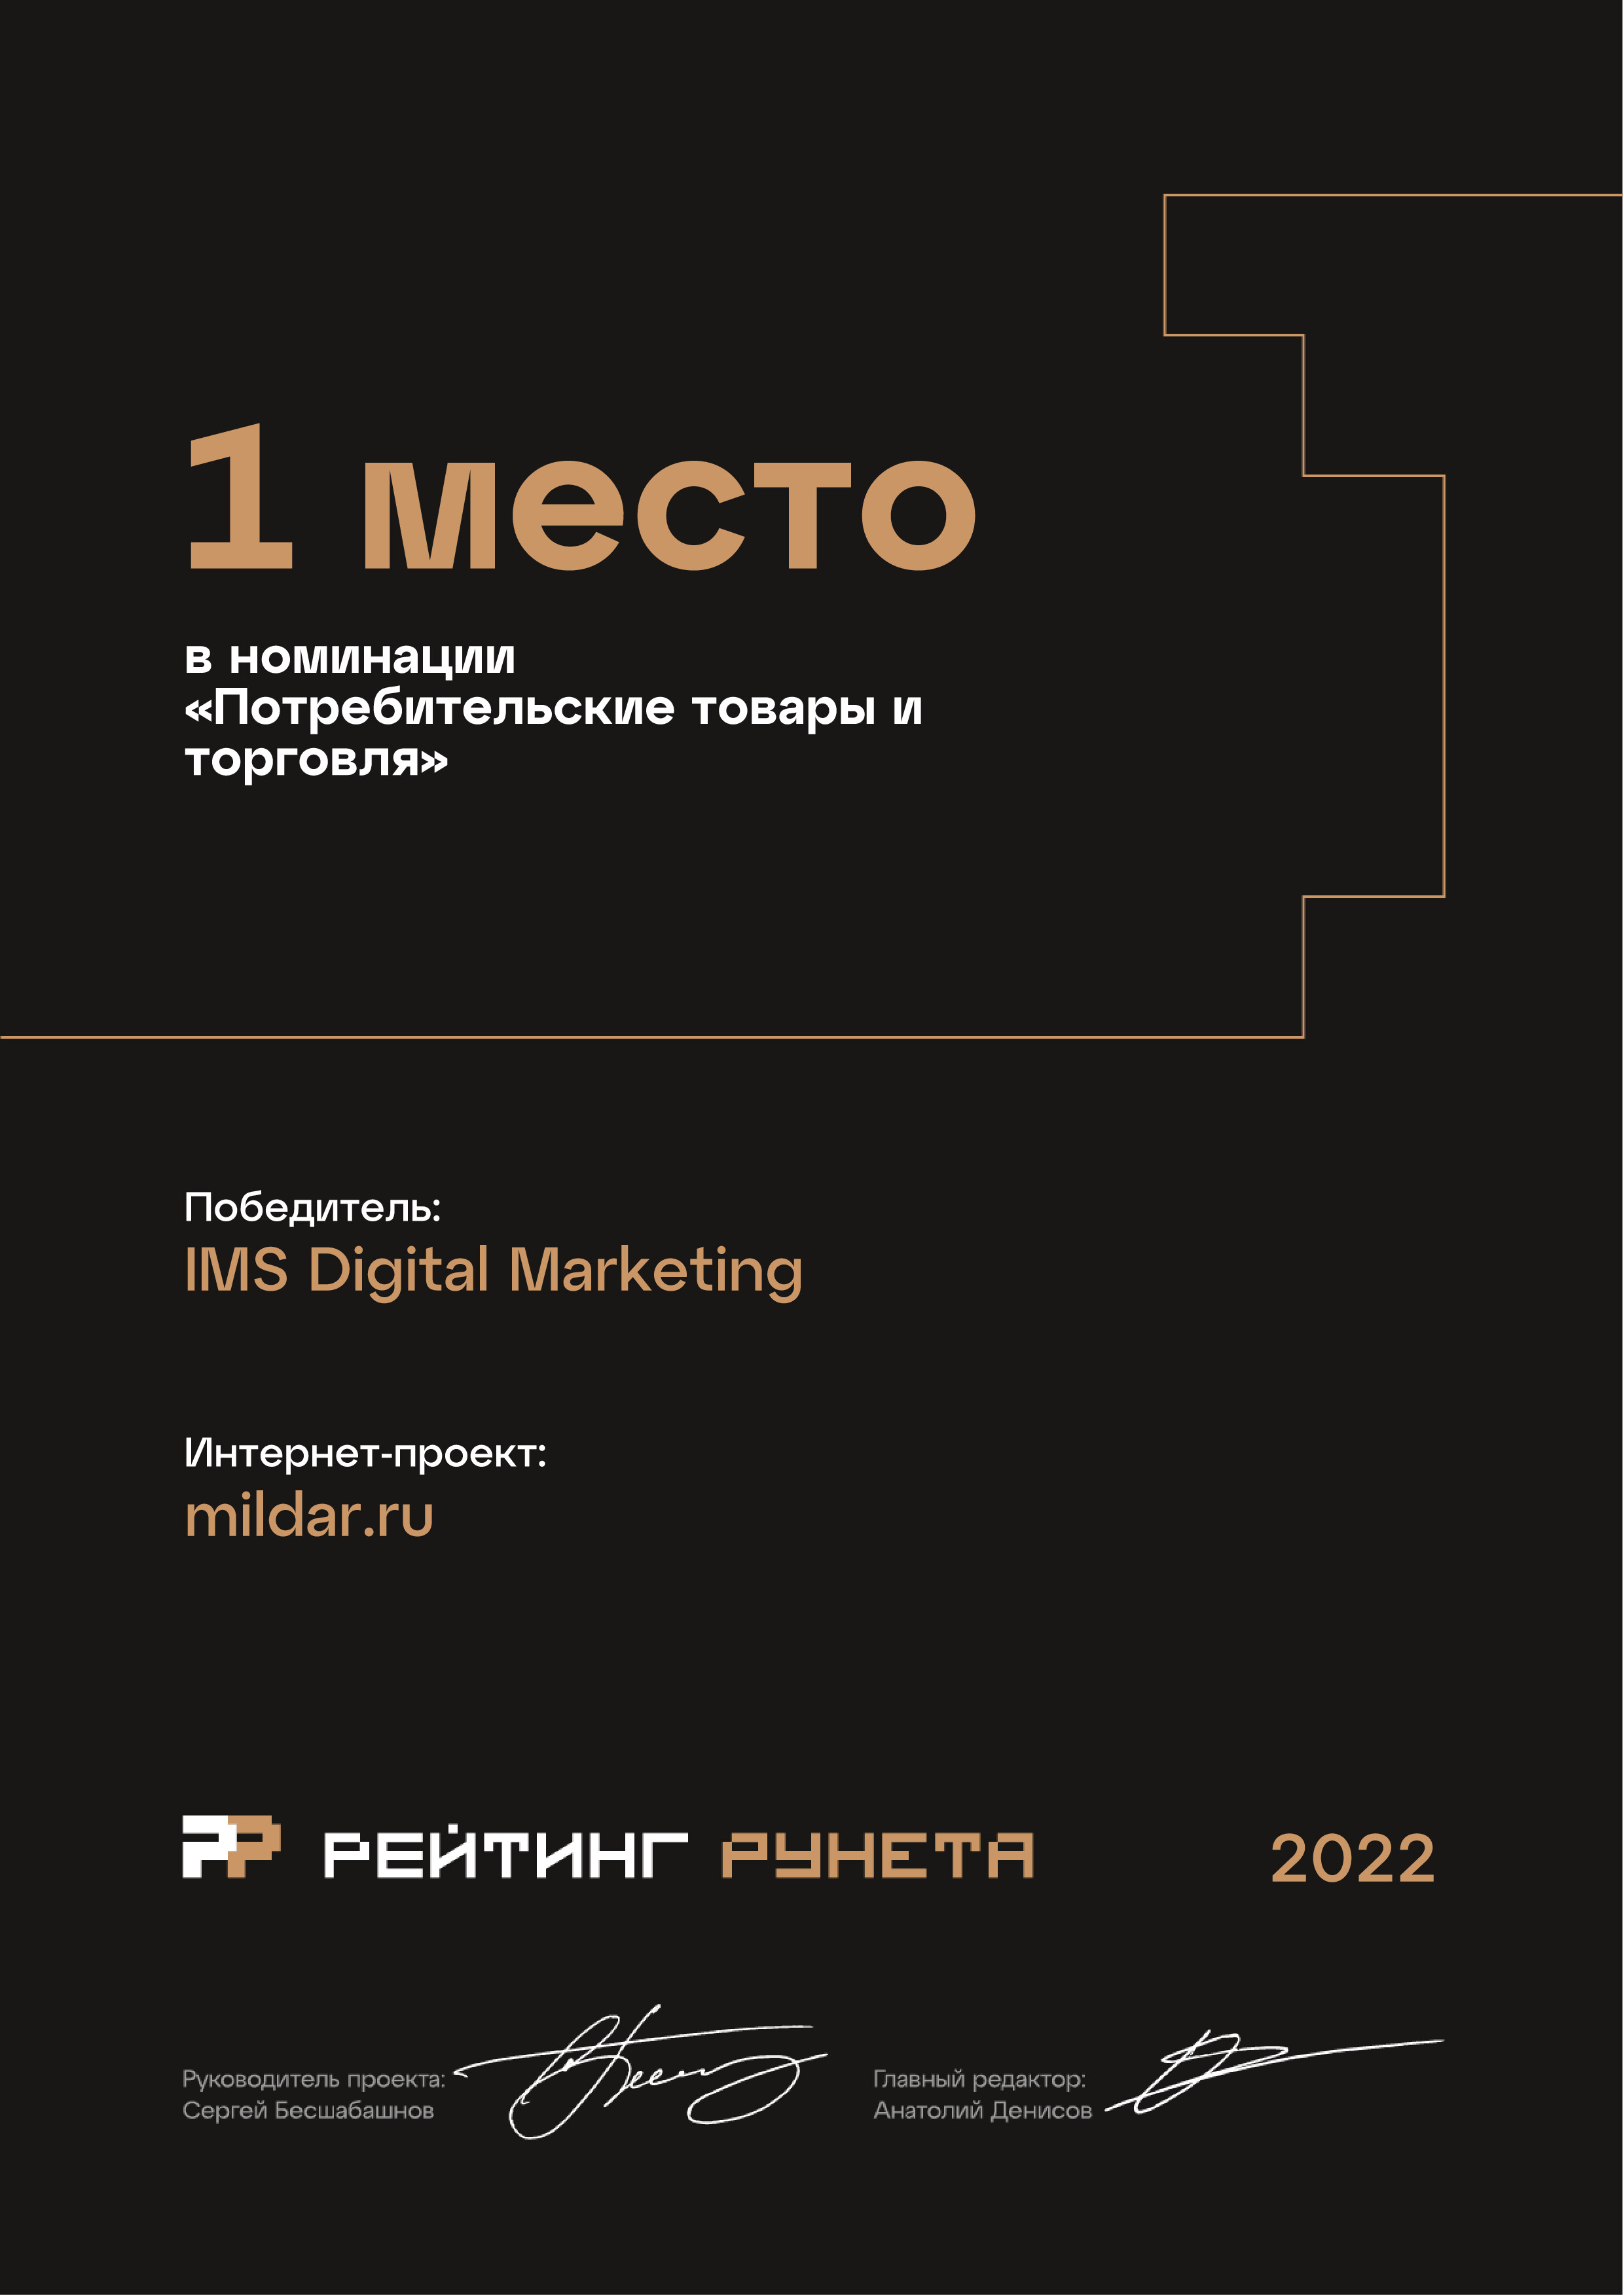 1 место
в номинации
«Потребительские товары и
торговля»
Победитель:
IMS Digital Marketing
Интернет-проект:
mildar.ru
РЕЙТИНГ РУНЕТА
2022
Руководитель проекта:
Сергей Бесшабашнов
Главный редактор:
Анатолий Денисов